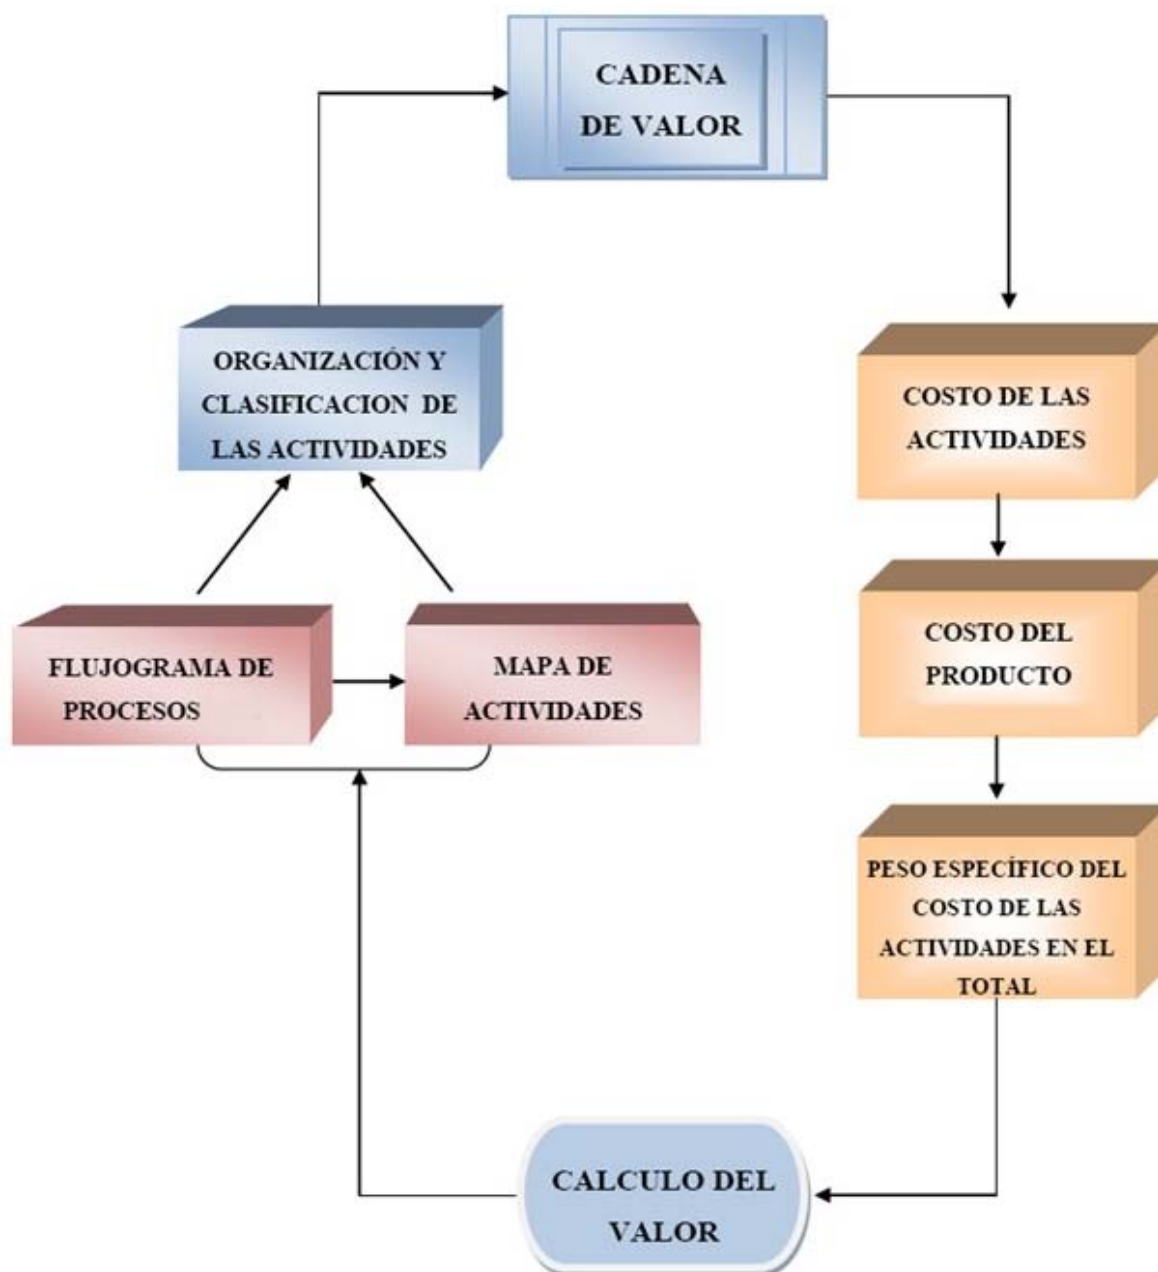 CADENA
DE VALOR
ORGANIZACIÓN Y
CLASIFICACION DE
LAS ACTIVIDADES
COSTO DE LAS
ACTIVIDADES
FLUJOGRAMA DE
PROCESOS
MAPA DE
ACTIVIDADES
COSTO DEL
PRODUCTO
PESO ESPECÍFICO DEL
COSTO DE LAS
ACTIVIDADES EN EL
TOTAL
CALCULO DEL
VALOR